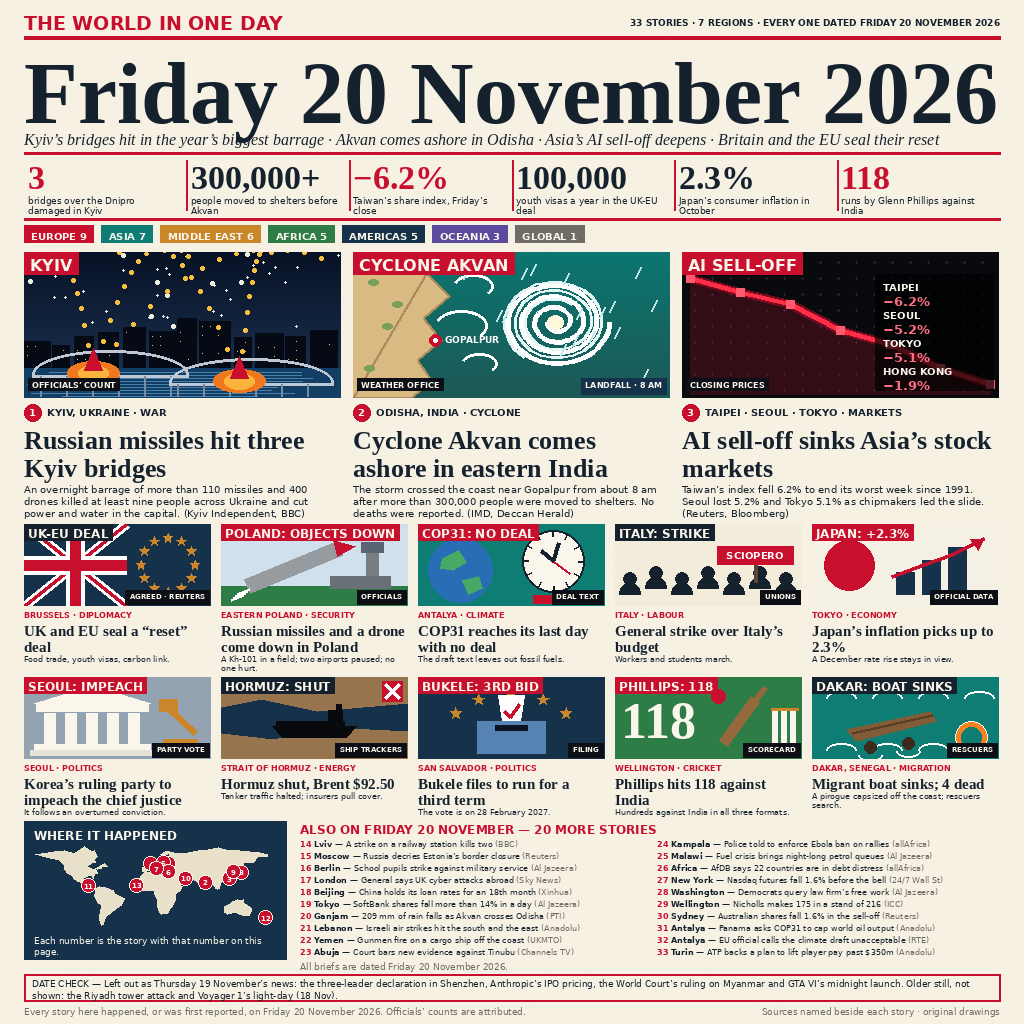 THE WORLD IN ONE DAY
33 STORIES · 7 REGIONS · EVERY ONE DATED FRIDAY 20 NOVEMBER 2026
Friday 20 November 2026
Kyiv’s bridges hit in the year’s biggest barrage · Akvan comes ashore in Odisha · Asia’s AI sell-off deepens · Britain and the EU seal their reset
3
bridges over the Dnipro
damaged in Kyiv
300,000+
people moved to shelters before
Akvan
−6.2%
Taiwan’s share index, Friday’s
close
100,000
youth visas a year in the UK-EU
deal
2.3%
Japan’s consumer inflation in
October
118
runs by Glenn Phillips against
India
EUROPE 9
ASIA 7
MIDDLE EAST 6
AFRICA 5
AMERICAS 5
OCEANIA 3
GLOBAL 1
KYIV
OFFICIALS’ COUNT
CYCLONE AKVAN
GOPALPUR
WEATHER OFFICE
LANDFALL · 8 AM
AI SELL-OFF
TAIPEI
−6.2%
SEOUL
−5.2%
TOKYO
−5.1%
HONG KONG
−1.9%
CLOSING PRICES
1 KYIV, UKRAINE · WAR
Russian missiles hit three
Kyiv bridges
An overnight barrage of more than 110 missiles and 400
drones killed at least nine people across Ukraine and cut
power and water in the capital. (Kyiv Independent, BBC)
2 ODISHA, INDIA · CYCLONE
Cyclone Akvan comes
ashore in eastern India
The storm crossed the coast near Gopalpur from about 8 am
after more than 300,000 people were moved to shelters. No
deaths were reported. (IMD, Deccan Herald)
3 TAIPEI · SEOUL · TOKYO · MARKETS
AI sell-off sinks Asia’s stock
markets
Taiwan’s index fell 6.2% to end its worst week since 1991.
Seoul lost 5.2% and Tokyo 5.1% as chipmakers led the slide.
(Reuters, Bloomberg)
UK-EU DEAL
AGREED · REUTERS
BRUSSELS · DIPLOMACY
UK and EU seal a “reset”
deal
Food trade, youth visas, carbon link.
POLAND: OBJECTS DOWN
OFFICIALS
EASTERN POLAND · SECURITY
Russian missiles and a drone
come down in Poland
A Kh-101 in a field; two airports paused; no
one hurt.
COP31: NO DEAL
DEAL TEXT
ANTALYA · CLIMATE
COP31 reaches its last day
with no deal
The draft text leaves out fossil fuels.
ITALY: STRIKE
SCIOPERO
UNIONS
ITALY · LABOUR
General strike over Italy’s
budget
Workers and students march.
JAPAN: +2.3%
OFFICIAL DATA
TOKYO · ECONOMY
Japan’s inflation picks up to
2.3%
A December rate rise stays in view.
SEOUL: IMPEACH
PARTY VOTE
SEOUL · POLITICS
Korea’s ruling party to
impeach the chief justice
It follows an overturned conviction.
HORMUZ: SHUT
SHIP TRACKERS
STRAIT OF HORMUZ · ENERGY
Hormuz shut, Brent $92.50
Tanker traffic halted; insurers pull cover.
BUKELE: 3RD BID
FILING
SAN SALVADOR · POLITICS
Bukele files to run for a
third term
The vote is on 28 February 2027.
PHILLIPS: 118
118
SCORECARD
WELLINGTON · CRICKET
Phillips hits 118 against
India
Hundreds against India in all three formats.
DAKAR: BOAT SINKS
RESCUERS
DAKAR, SENEGAL · MIGRATION
Migrant boat sinks; 4 dead
A pirogue capsized off the coast; rescuers
search.
WHERE IT HAPPENED
7
6
11
13
10
2
9
12
Each number is the story with that number on this
page.
ALSO ON FRIDAY 20 NOVEMBER — 20 MORE STORIES
14 Lviv — A strike on a railway station kills two (BBC)
15 Moscow — Russia decries Estonia’s border closure (Reuters)
16 Berlin — School pupils strike against military service (Al Jazeera)
17 London — General says UK cyber attacks abroad (Sky News)
18 Beijing — China holds its loan rates for an 18th month (Xinhua)
19 Tokyo — SoftBank shares fall more than 14% in a day (Al Jazeera)
20 Ganjam — 209 mm of rain falls as Akvan crosses Odisha (PTI)
21 Lebanon — Israeli air strikes hit the south and the east (Anadolu)
22 Yemen — Gunmen fire on a cargo ship off the coast (UKMTO)
23 Abuja — Court bars new evidence against Tinubu (Channels TV)
24 Kampala — Police told to enforce Ebola ban on rallies (allAfrica)
25 Malawi — Fuel crisis brings night-long petrol queues (Al Jazeera)
26 Africa — AfDB says 22 countries are in debt distress (allAfrica)
27 New York — Nasdaq futures fall 1.6% before the bell (24/7 Wall St)
28 Washington — Democrats query law firm’s free work (Al Jazeera)
29 Wellington — Nicholls makes 175 in a stand of 216 (ICC)
30 Sydney — Australian shares fall 1.6% in the sell-off (Reuters)
31 Antalya — Panama asks COP31 to cap world oil output (Anadolu)
32 Antalya — EU official calls the climate draft unacceptable (RTE)
33 Turin — ATP backs a plan to lift player pay past $350m (Anadolu)
All briefs are dated Friday 20 November 2026.
DATE CHECK — Left out as Thursday 19 November’s news: the three-leader declaration in Shenzhen, Anthropic’s IPO pricing, the World Court’s ruling on Myanmar and GTA VI’s midnight launch. Older still, not
shown: the Riyadh tower attack and Voyager 1’s light-day (18 Nov).
Every story here happened, or was first reported, on Friday 20 November 2026. Officials’ counts are attributed.
Sources named beside each story · original drawings